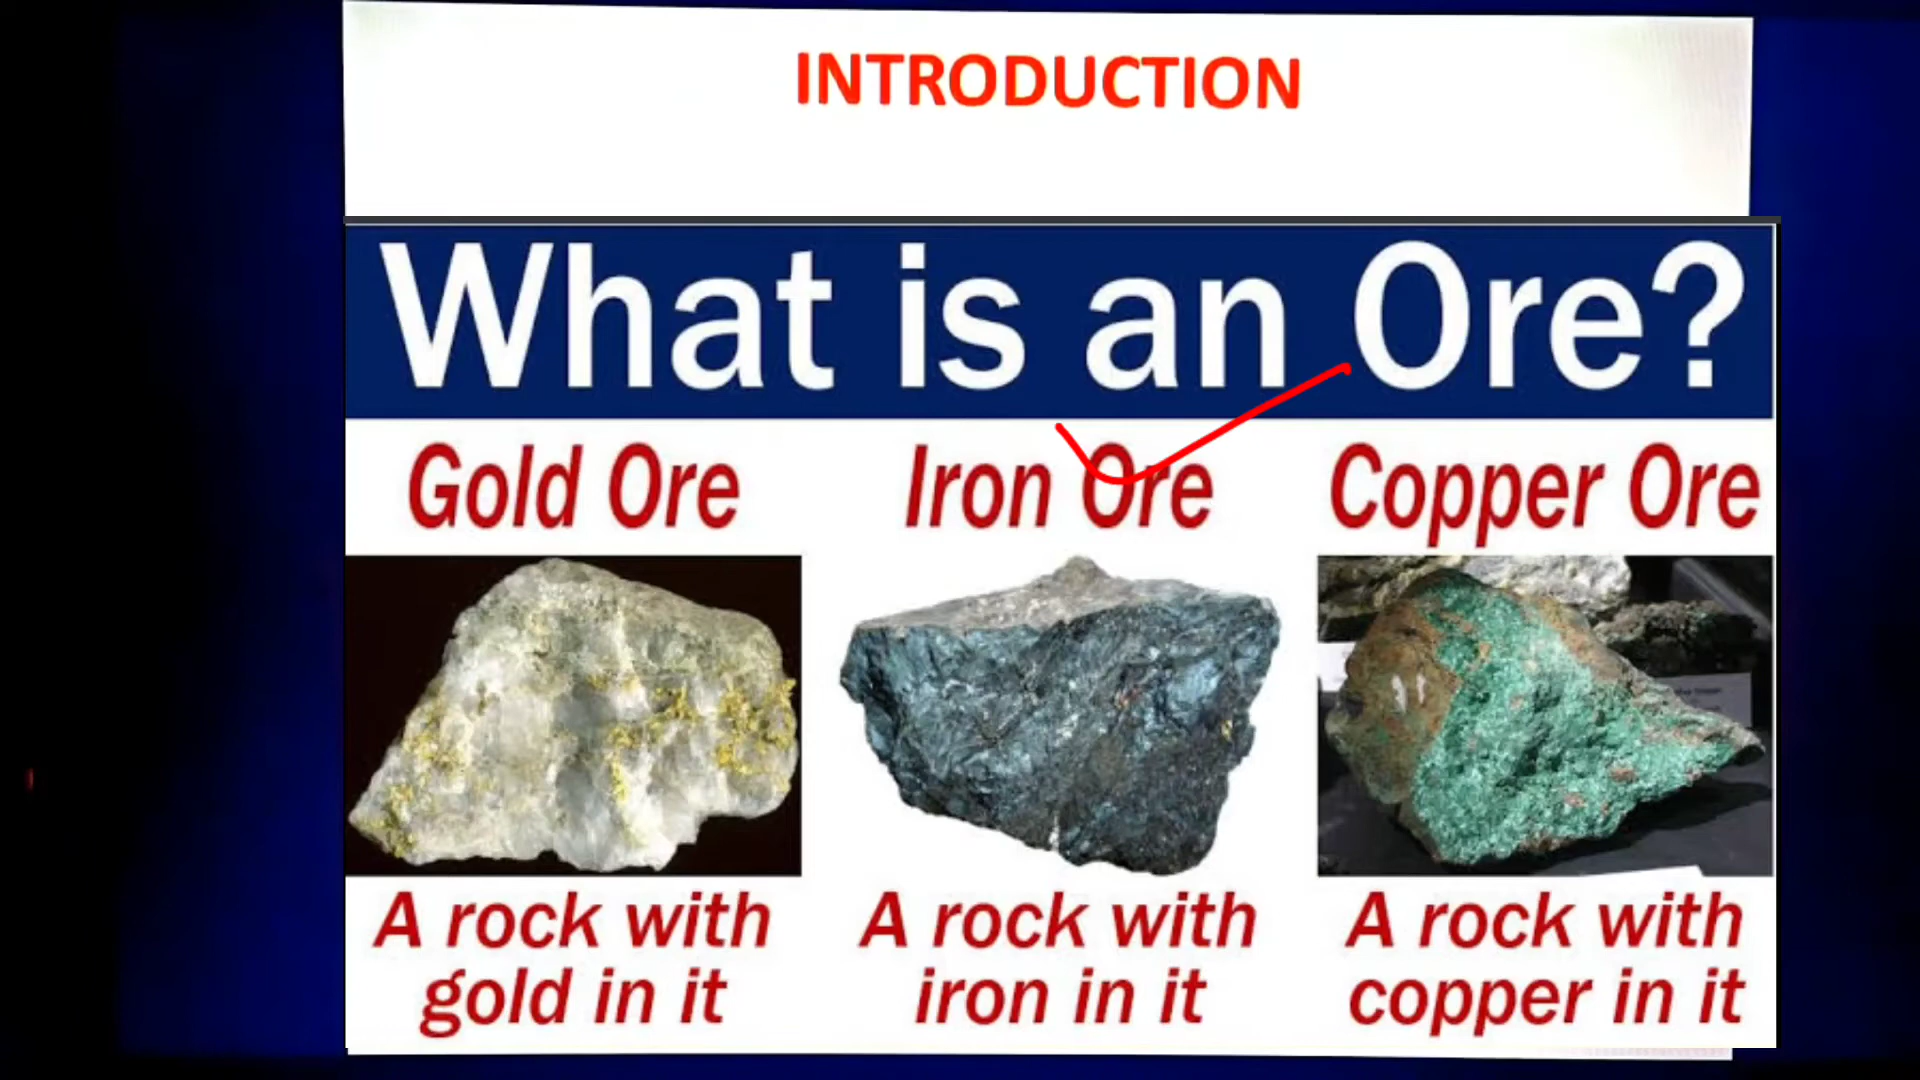 INTRODUCTION
What is an Ore?
Gold Ore
Iron Ore
Copper Ore
A rock with
gold in it
A rock with
iron in it
A rock with
copper in it